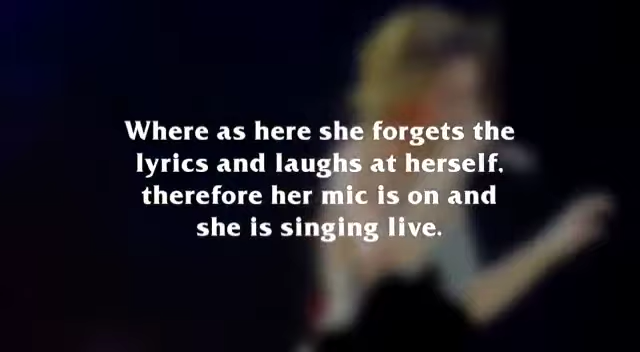 Where as here she forgets the
lyrics and laughs at herself,
therefore her mic is on and
she is singing live.